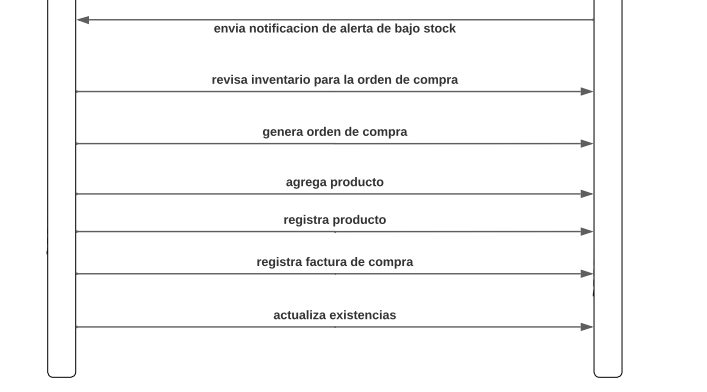 envia notificacion de alerta de bajo stock
revisa inventario para la orden de compra
genera orden de compra
agrega producto
registra producto
registra factura de compra
actualiza existencias